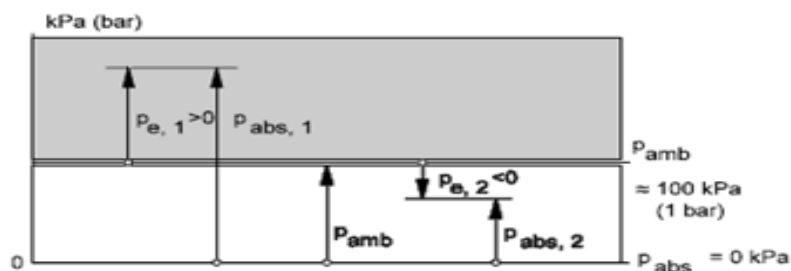 kPa (bar)
pe, 1>0
pabs, 1
pamb
pe, 2<0
≈ 100 kPa
(1 bar)
pamb
pabs, 2
0
pabs = 0 kPa